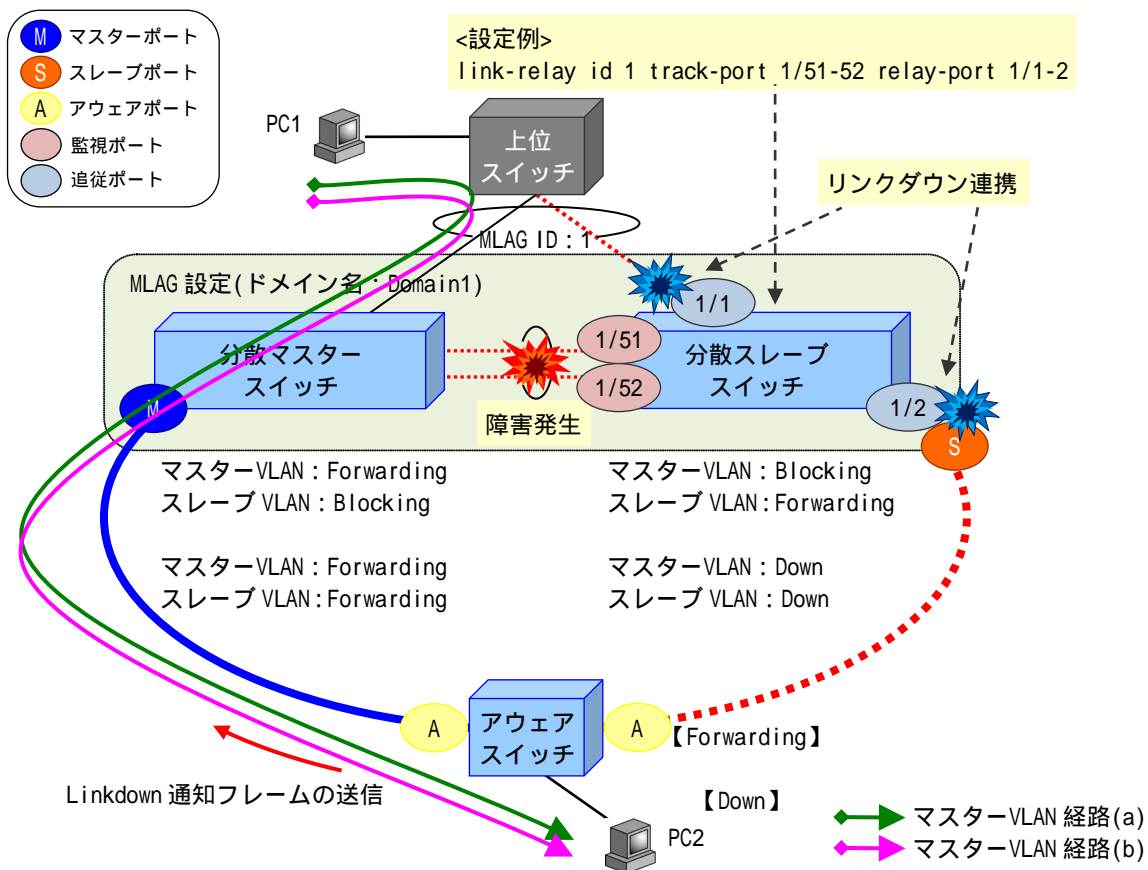 M マスターポート
S スレーブポート
A アウェアポート
監視ポート
追従ポート
<設定例>
link-relay id 1 track-port 1/51-52 relay-port 1/1-2
PC1
上位
スイッチ
リンクダウン連携
MLAG ID：1
MLAG 設定(ドメイン名：Domain1)
1/1
分散マスター
スイッチ
1/51
1/52
分散スレーブ
スイッチ
M
障害発生
1/2
S
マスターVLAN：Forwarding
スレーブ VLAN：Blocking
マスターVLAN：Blocking
スレーブ VLAN：Forwarding
マスターVLAN：Forwarding
スレーブ VLAN：Forwarding
マスターVLAN：Down
スレーブ VLAN：Down
A
アウェア
スイッチ
A
【Forwarding】
Linkdown 通知フレームの送信
【Down】
PC2
マスターVLAN 経路(a)
マスターVLAN 経路(b)